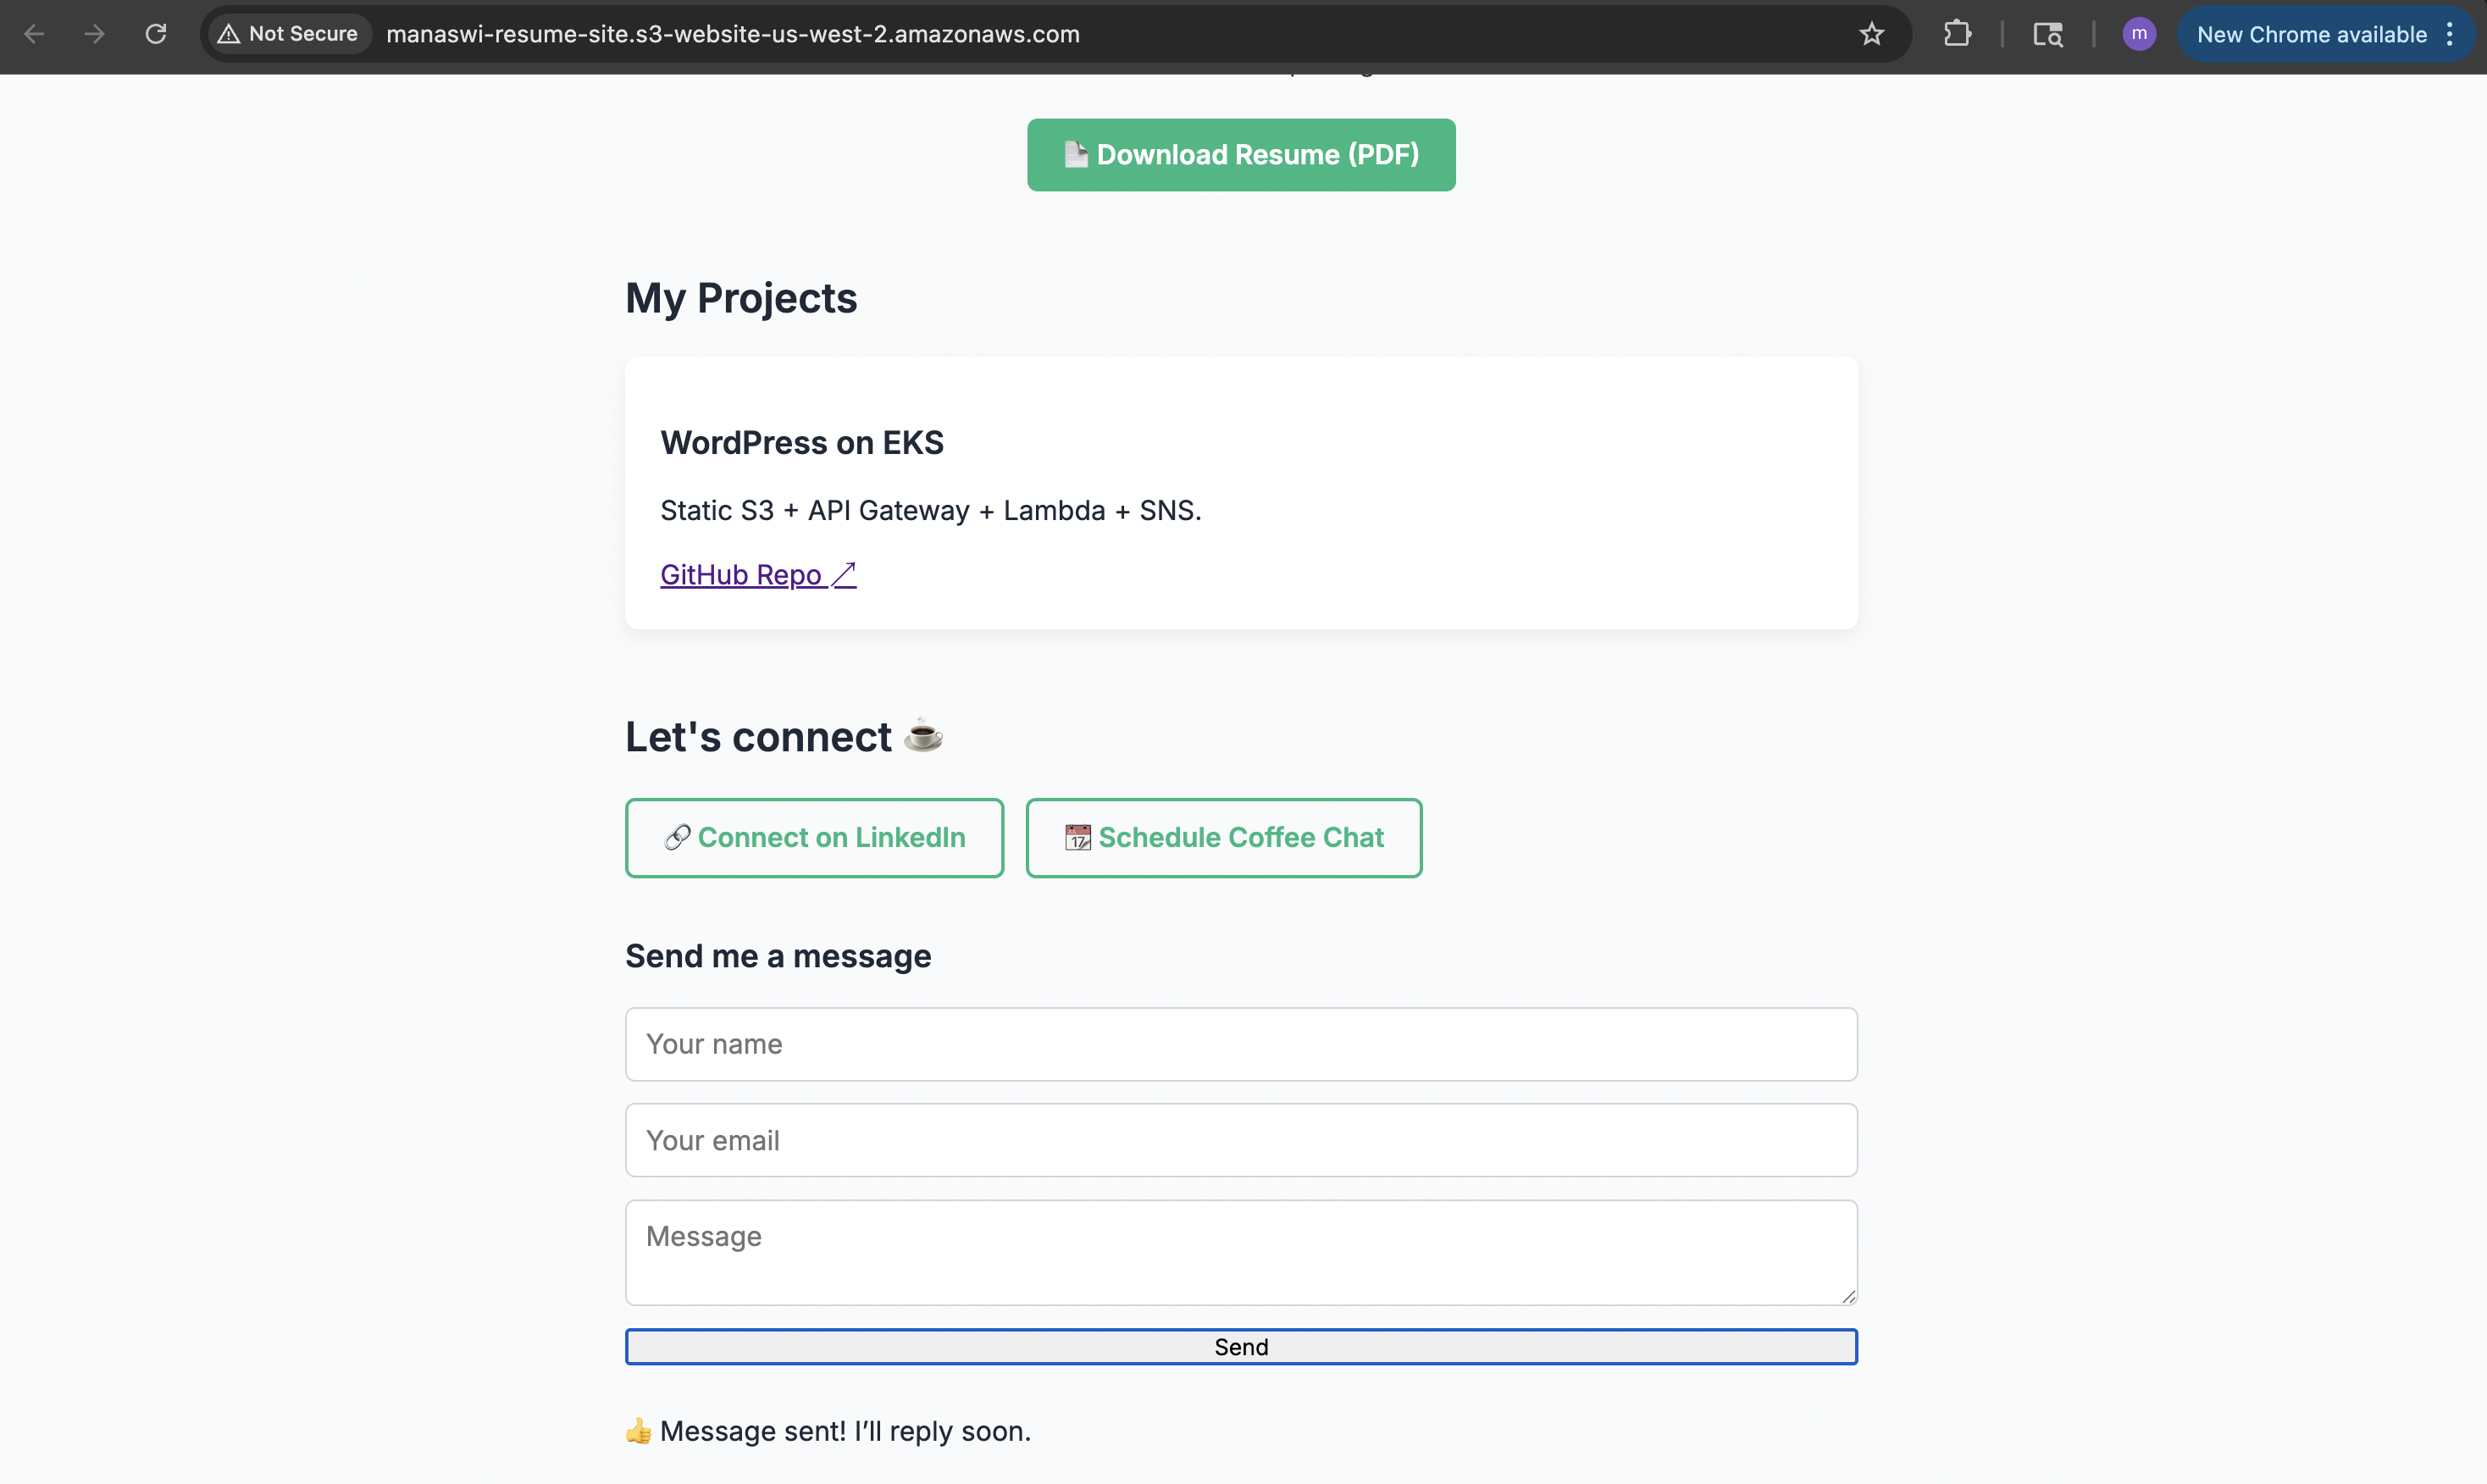 Not Secure
manaswi-resume-site.s3-website-us-west-2.amazonaws.com
m
New Chrome available
Download Resume (PDF)
My Projects
WordPress on EKS
Static S3 + API Gateway + Lambda + SNS.
GitHub Repo ↗
Let's connect ☕
🔗 Connect on LinkedIn
17 Schedule Coffee Chat
Send me a message
Your name
Your email
Message
Send
👍 Message sent! I’ll reply soon.